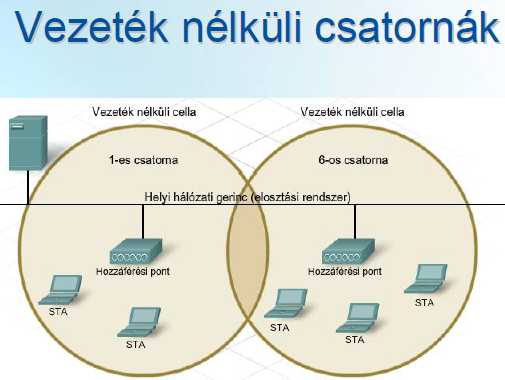 Vezeték nélküli csatornák
Vezeték nélküli cella
Vezeték nélküli cella
1-es csatorna
6-os csatorna
Helyi hálózati gerinc (elosztási rendszer)
Hozzáférési pont
Hozzáférési pont
STA
STA
STA
STA
STA